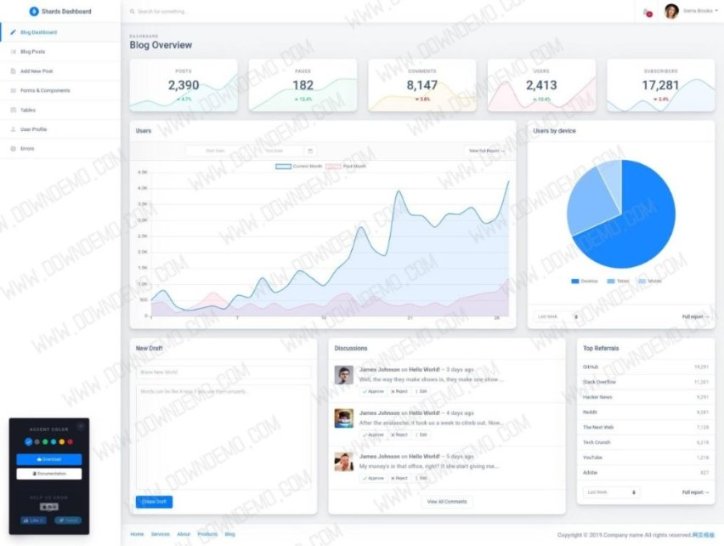 Shards Dashboard
Search for something...
Sierra Brooks
Blog Dashboard
Blog Posts
Add New Post
Forms & Components
Tables
User Profile
Errors
DASHBOARD
Blog Overview
POSTS
2,390
4.7%
PAGES
182
12.4%
COMMENTS
8,147
3.8%
USERS
2,413
12.4%
SUBSCRIBERS
17,281
2.4%
Users
Start Date
View Full Report →
Current Month
Past Month
4.5K
4.0K
3.5K
3.0K
2.5K
2.0K
1.5K
1.0K
500
0
1
7
14
21
28
Users by device
Desktop
Tablet
Mobile
Last Week
Full report →
New Draft
Brand New World
Words can be like x-rays if you use them properly...
Create Draft
Discussions
James Johnson on Hello World! – 3 days ago
Well, the way they make shows is, they make one show ...
Approve
Reject
Edit
James Johnson on Hello World! – 4 days ago
After the avalanche, it took us a week to climb out. Now...
Approve
Reject
Edit
James Johnson on Hello World! – 5 days ago
My money's in that office, right? If she start giving me...
Approve
Reject
Edit
View All Comments
Top Referrals
GitHub
19,291
Stack Overflow
11,201
Hacker News
9,291
Reddit
8,281
The Next Web
7,128
Tech Crunch
6,218
YouTube
1,218
Adobe
827
Last Week
Full report →
ACCENT COLOR
Download
Documentation
HELP US GROW
Home
Services
About
Products
Blog
Copyright © 2019.Company name All rights reserved.网页模板
WWW.DOWNDEMO.COM